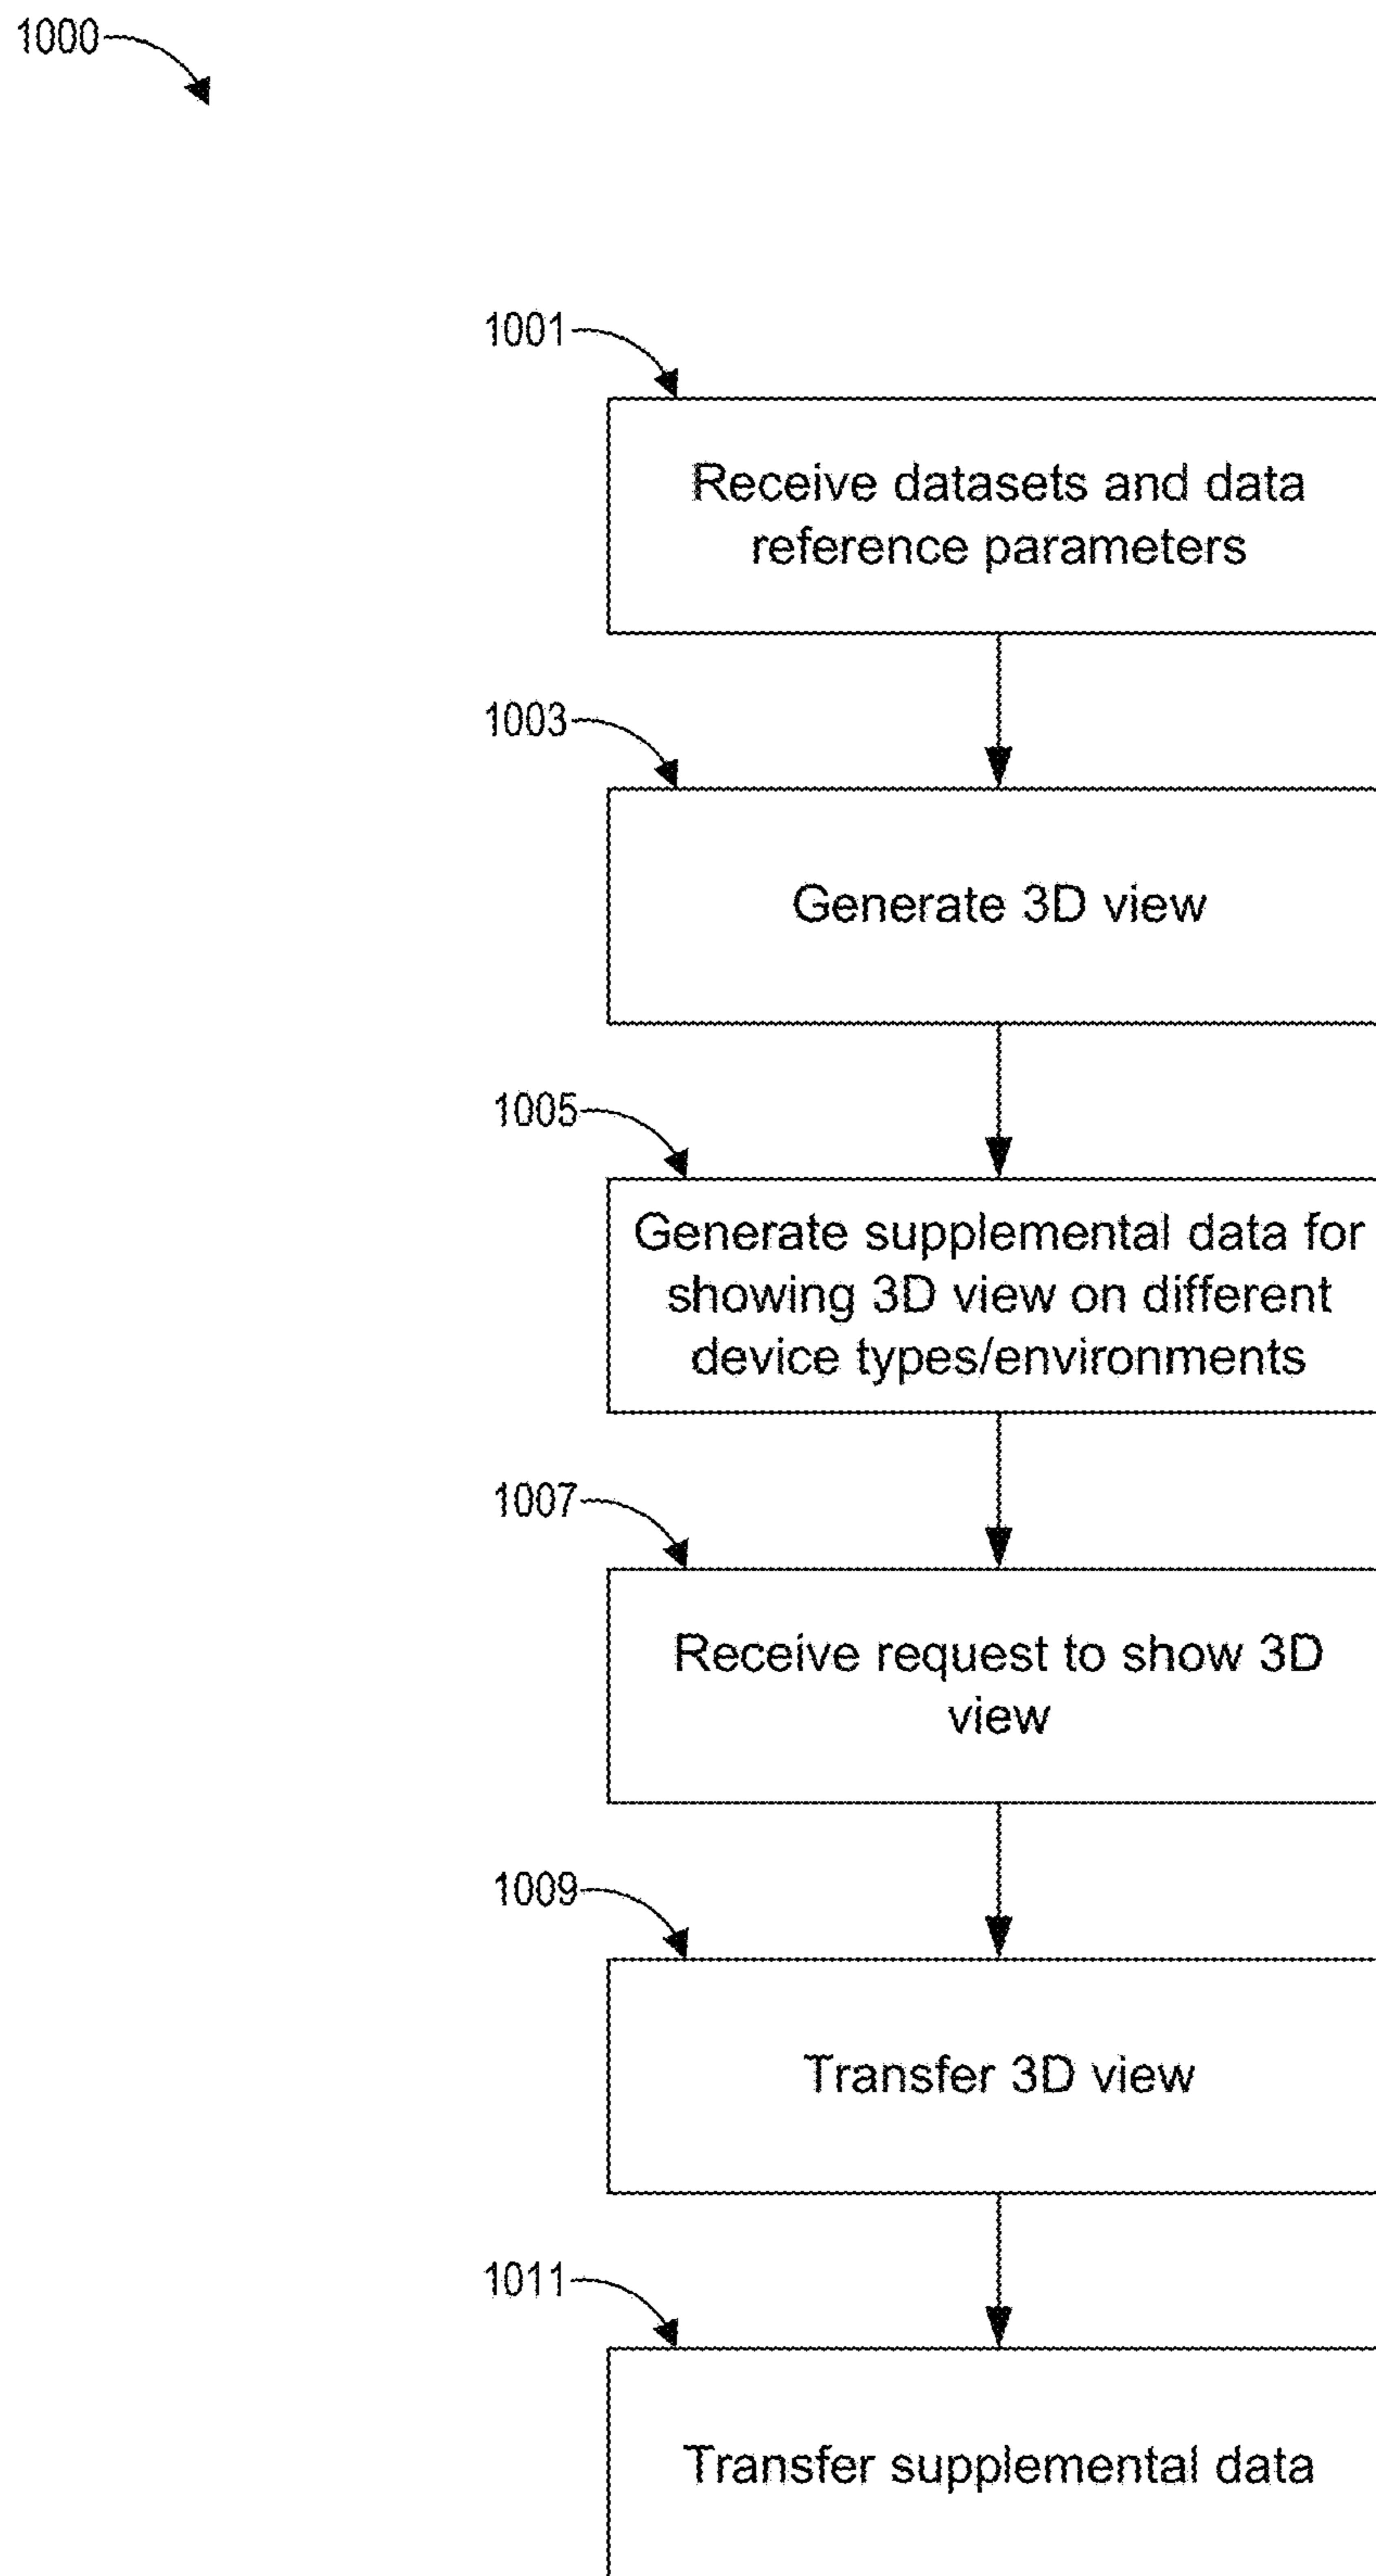 1000
1001
Receive datasets and data
reference parameters
1003
Generate 3D view
1005
Generate supplemental data for
showing 3D view on different
device types/environments
1007
Receive request to show 3D
view
1009
Transfer 3D view
1011
Transfer supplemental data